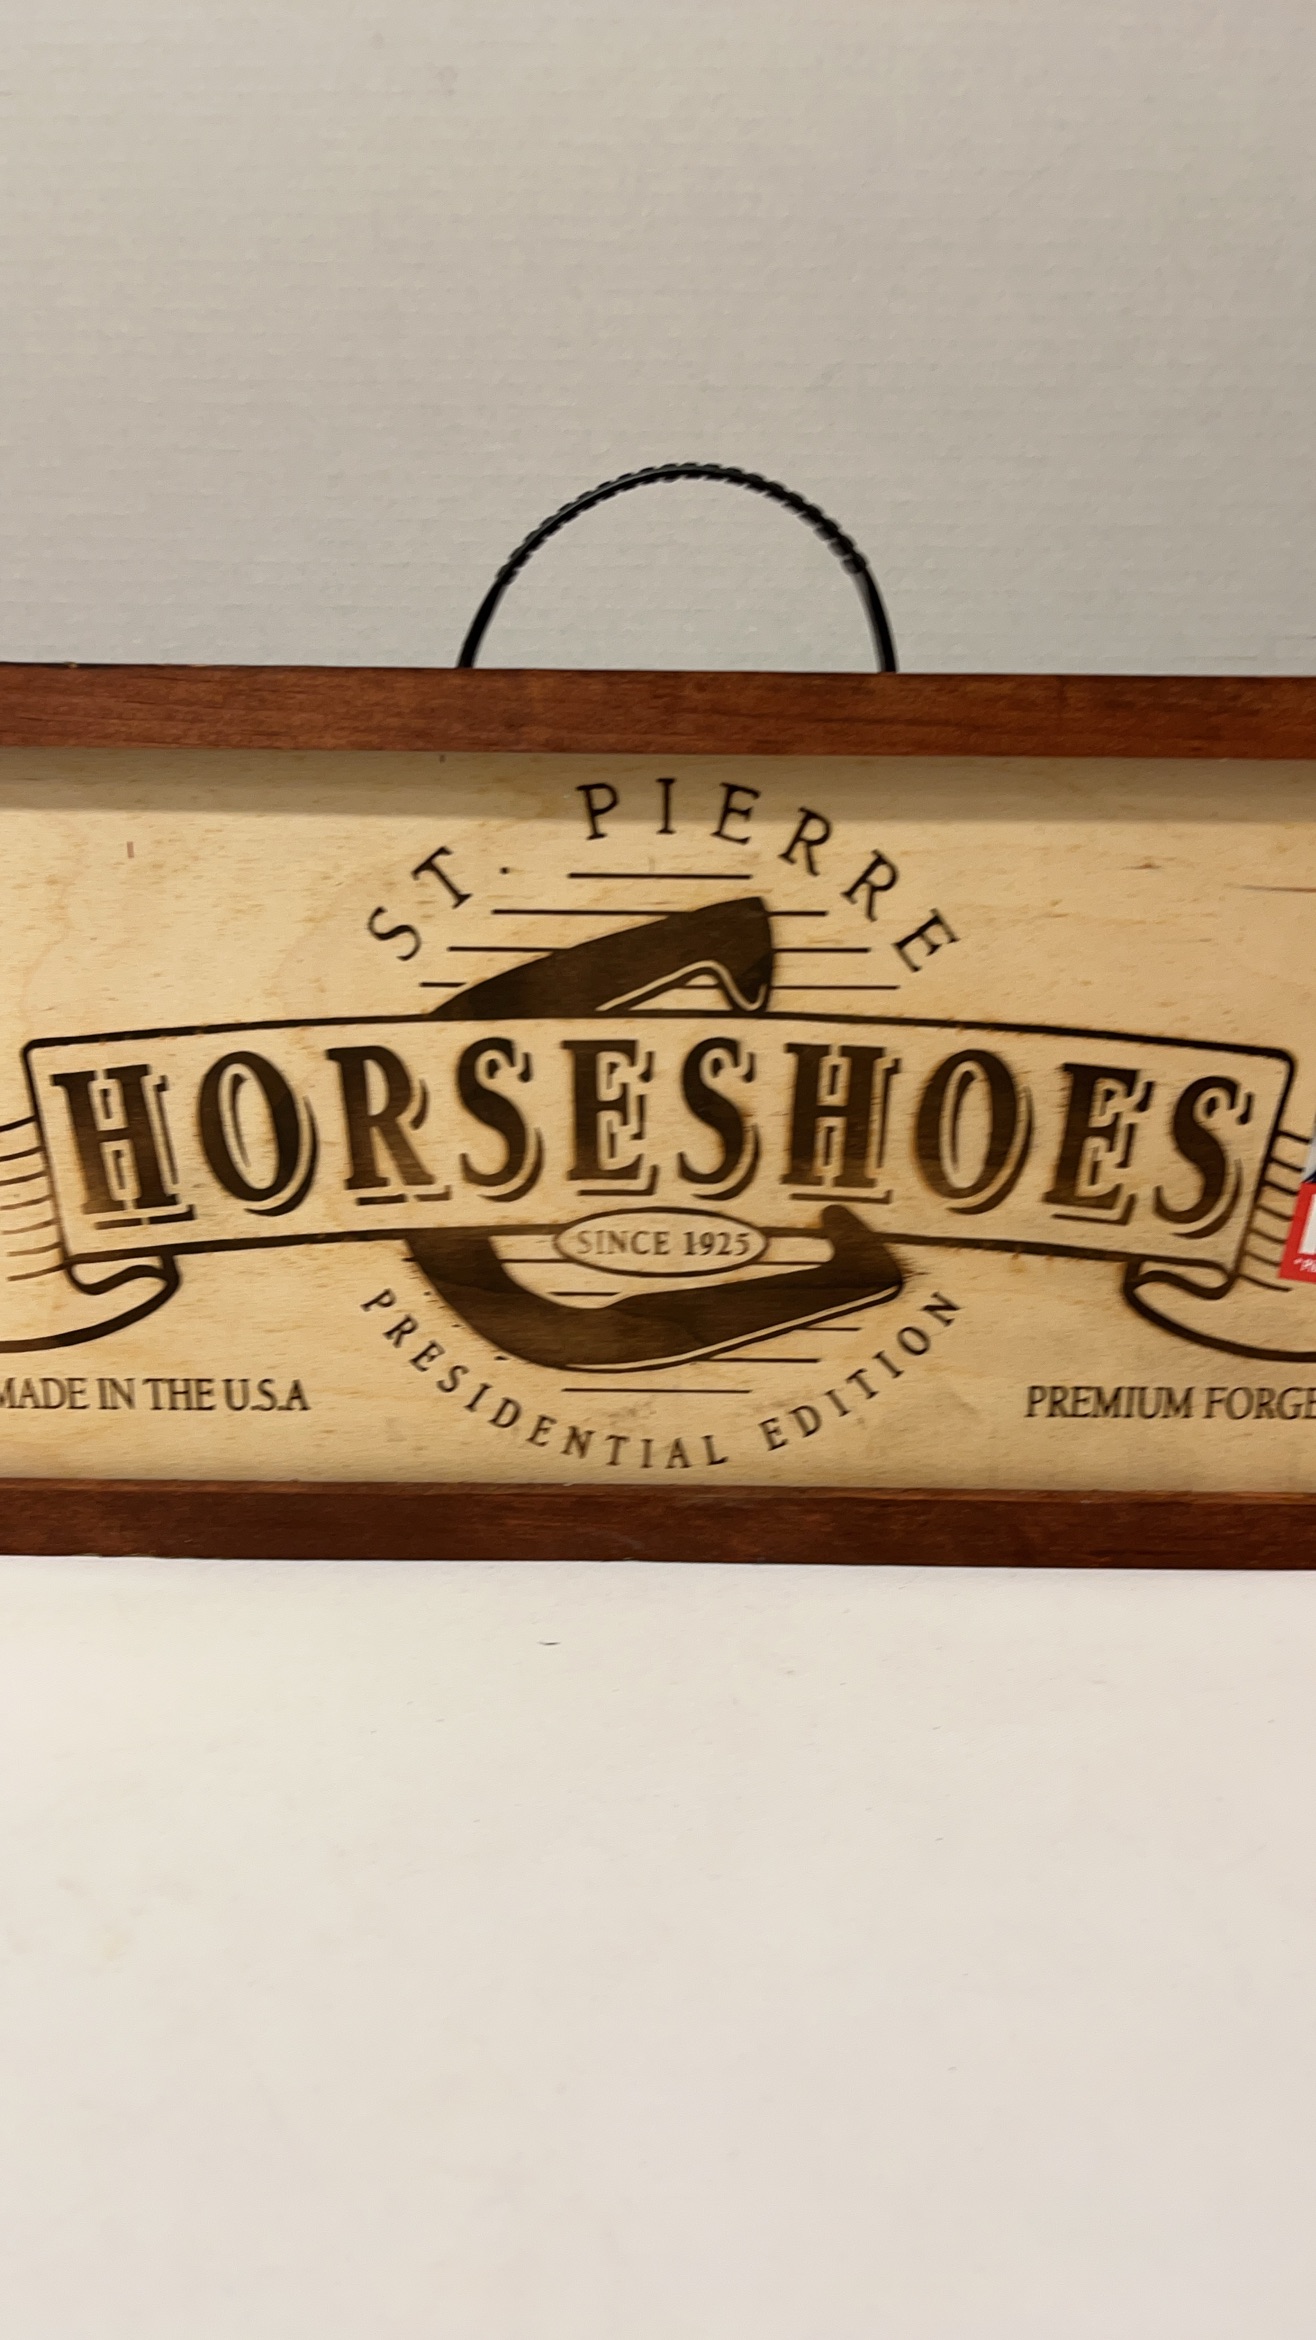 ST. PIERRE
HORSESHOES
SINCE 1925
PRESIDENTIAL EDITION
MADE IN THE U.S.A
PREMIUM FORGE